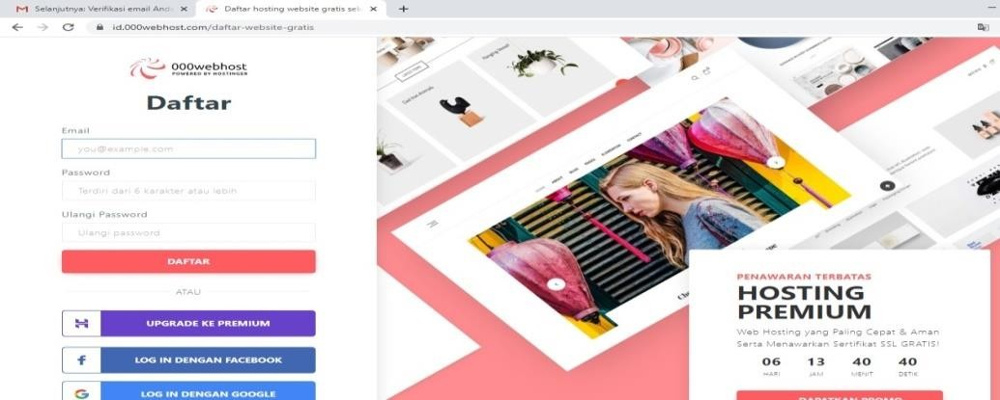 Selanjutnya: Verifikasi email Anda
Daftar hosting website gratis sek
id.000webhost.com/daftar-website-gratis
000webhost
POWERED BY HOSTINGER
Daftar
Email
you@example.com
Password
Terdiri dari 6 karakter atau lebih
Ulangi Password
Ulangi password
DAFTAR
ATAU
UPGRADE KE PREMIUM
LOG IN DENGAN FACEBOOK
LOG IN DENGAN GOOGLE
PENAWARAN TERBATAS
HOSTING
PREMIUM
Web Hosting yang Paling Cepat & Aman
Serta Menawarkan Sertifikat SSL GRATIS!
06 13 40 40
HARI JAM MENIT DETIK
DAPATKAN PROMO